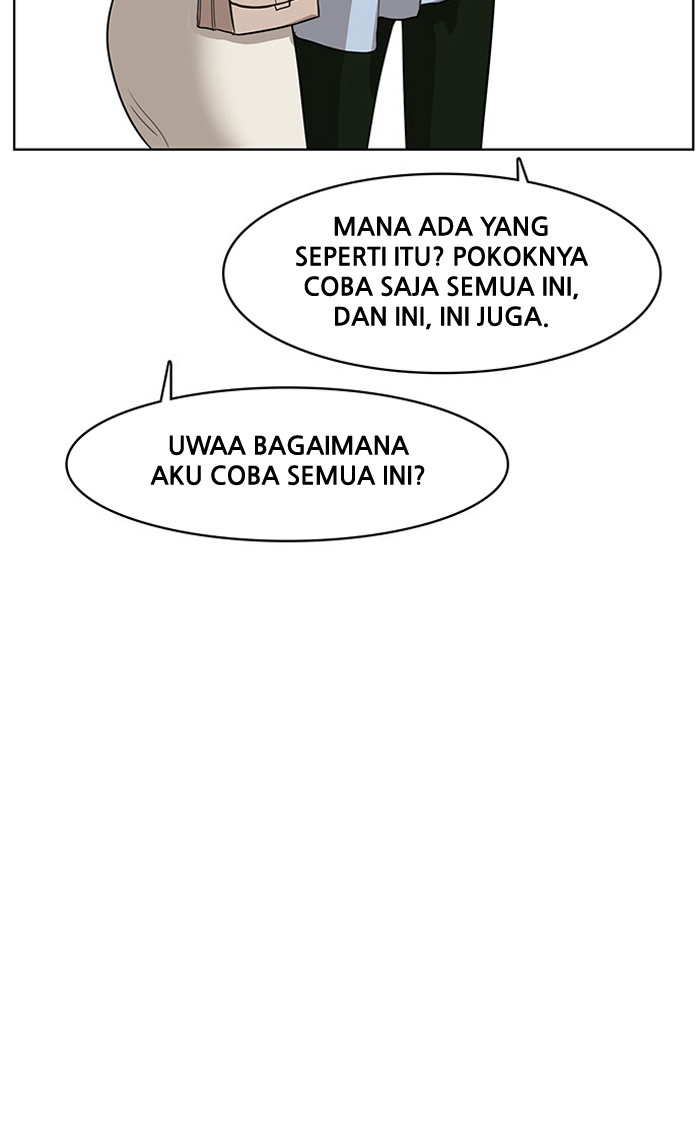 MANA ADA YANG
SEPERTI ITU? POKOKNYA
COBA SAJA SEMUA INI,
DAN INI, INI JUGA.
UWAA BAGAIMANA
AKU COBA SEMUA INI?